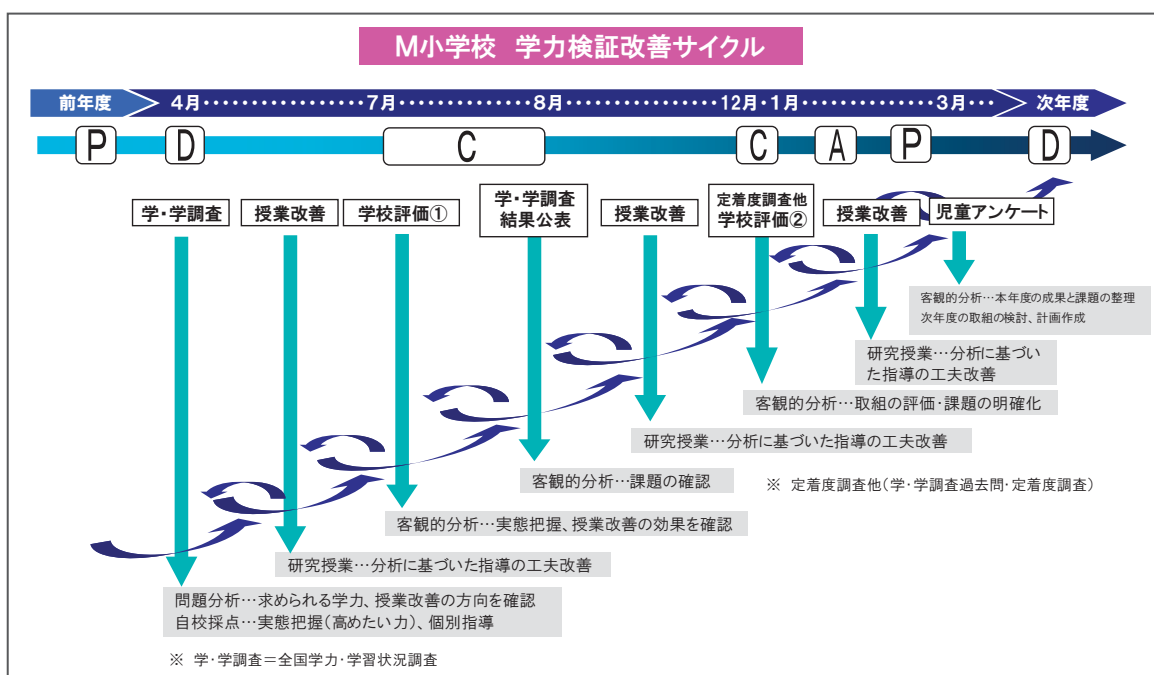 M小学校 学力検証改善サイクル
前年度 4月・・・・・・・・・・・・・・・・7月・・・・・・・・・・・・・・・・8月・・・・・・・・・・・・・・・・12月・1月・・・・・・・・・・・・・3月・・・ 次年度
P D C C A P D
学・学調査
授業改善
学校評価①
学・学調査
結果公表
授業改善
定着度調査他
学校評価②
授業改善
児童アンケート
客観的分析…本年度の成果と課題の整理
次年度の取組の検討、計画作成
研究授業…分析に基づい
た指導の工夫改善
客観的分析…取組の評価・課題の明確化
研究授業…分析に基づいた指導の工夫改善
客観的分析…課題の確認
※ 定着度調査他(学・学調査過去問・定着度調査)
客観的分析…実態把握、授業改善の効果を確認
研究授業…分析に基づいた指導の工夫改善
問題分析…求められる学力、授業改善の方向を確認
自校採点…実態把握(高めたい力)、個別指導
※ 学・学調査=全国学力・学習状況調査